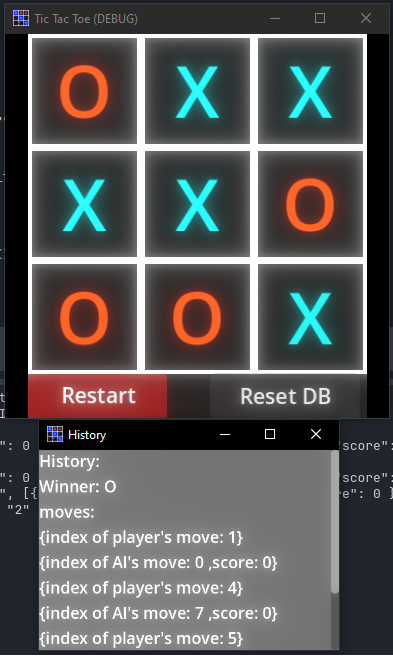 Tic Tac Toe (DEBUG)
O X X
X X O
O O X
Restart Reset DB
History
": 0
"score":
": 0
"score":
", [{
re": 0 }
"2"
History:
Winner: O
moves:
{index of player's move: 1}
{index of AI's move: 0 ,score: 0}
{index of player's move: 4}
{index of AI's move: 7 ,score: 0}
{index of player's move: 5}